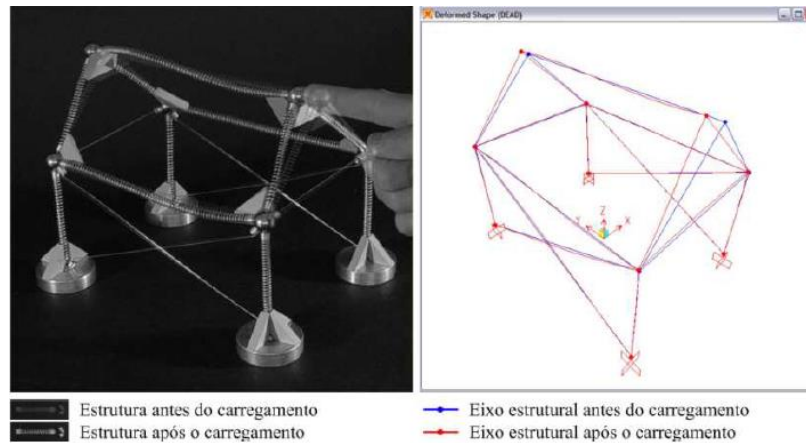 Deformed Shape (DEAD)
Z
Y X
Estrutura antes do carregamento
Estrutura após o carregamento
Eixo estrutural antes do carregamento
Eixo estrutural após o carregamento